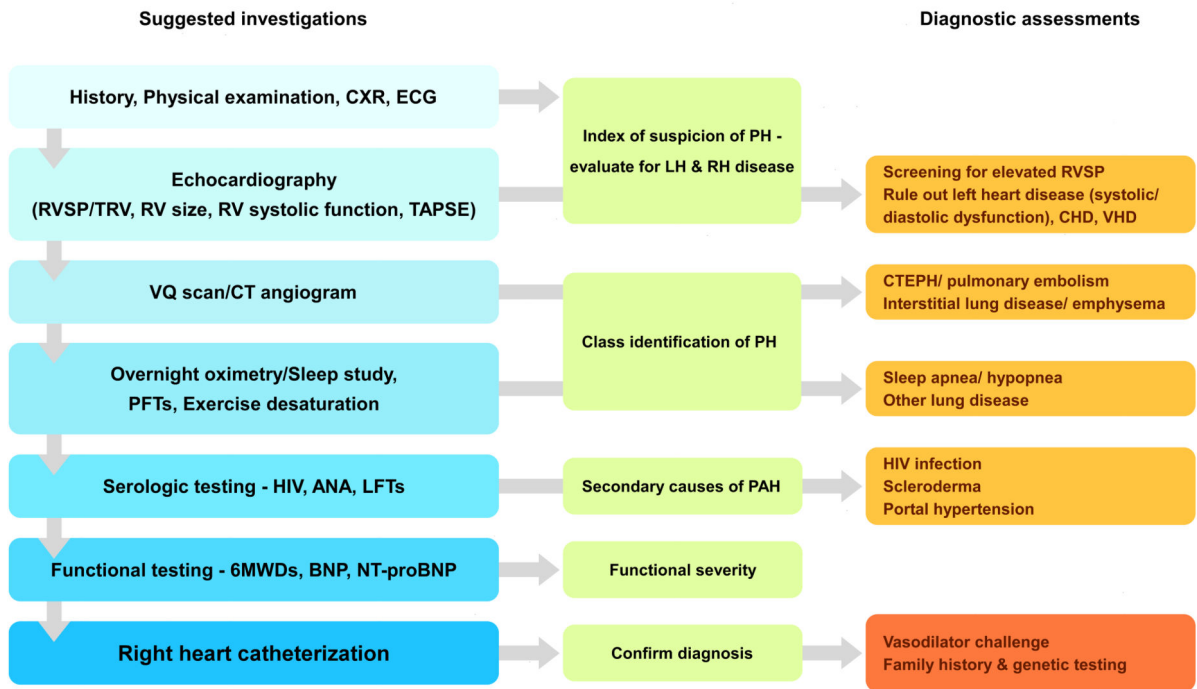 Suggested investigations
Diagnostic assessments
History, Physical examination, CXR, ECG
Index of suspicion of PH -
evaluate for LH & RH disease
Echocardiography
(RVSP/TRV, RV size, RV systolic function, TAPSE)
Screening for elevated RVSP
Rule out left heart disease (systolic/
diastolic dysfunction), CHD, VHD
VQ scan/CT angiogram
Class identification of PH
CTEPH/ pulmonary embolism
Interstitial lung disease/ emphysema
Overnight oximetry/Sleep study,
PFTs, Exercise desaturation
Sleep apnea/ hypopnea
Other lung disease
Serologic testing - HIV, ANA, LFTs
Secondary causes of PAH
HIV infection
Scleroderma
Portal hypertension
Functional testing - 6MWDs, BNP, NT-proBNP
Functional severity
Right heart catheterization
Confirm diagnosis
Vasodilator challenge
Family history & genetic testing